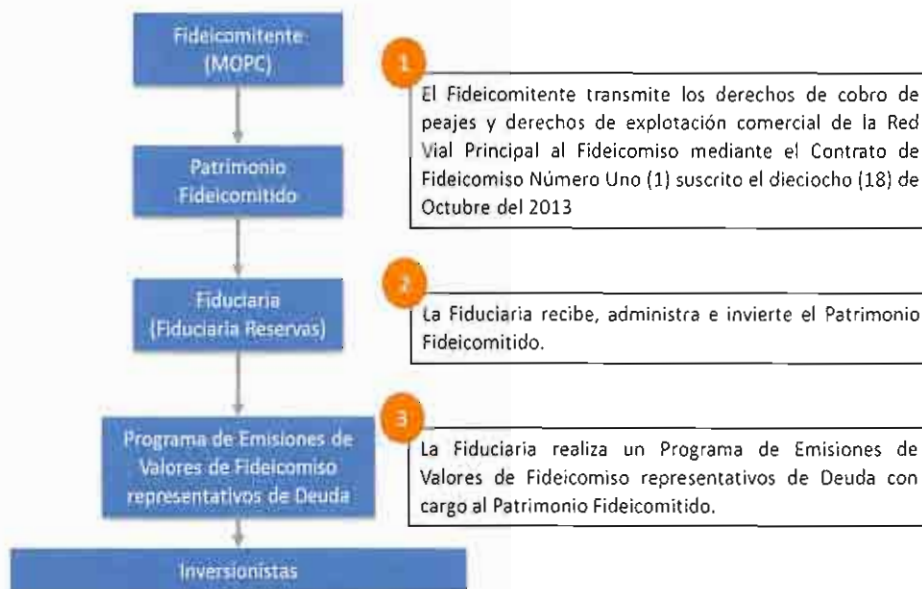 Fideicomitente
(MOPC)
1
El Fideicomitente transmite los derechos de cobro de
peajes y derechos de explotación comercial de la Red
Vial Principal al Fideicomiso mediante el Contrato de
Fideicomiso Número Uno (1) suscrito el dieciocho (18) de
Octubre del 2013
Patrimonio
Fideicomitido
2
Fiduciaria
(Fiduciaria Reservas)
La Fiduciaria recibe, administra e invierte el Patrimonio
Fideicomitido.
3
Programa de Emisiones de
Valores de Fideicomiso
representativos de Deuda
La Fiduciaria realiza un Programa de Emisiones de
Valores de Fideicomiso representativos de Deuda con
cargo al Patrimonio Fideicomitido.
Inversionistas